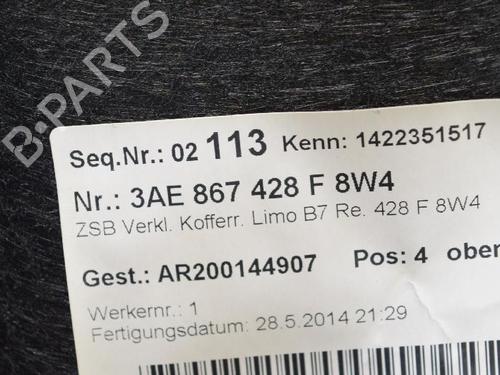 B-PARTS
Seq.Nr.: 02 113 Kenn: 1422351517
Nr.: 3AE 867 428 F 8W4
ZSB Verkl. Kofferr. Limo B7 Re. 428 F 8W4
Gest.: AR200144907 Pos: 4 ober
Werkernr.: 1
Fertigungsdatum: 28.5.2014 21:29